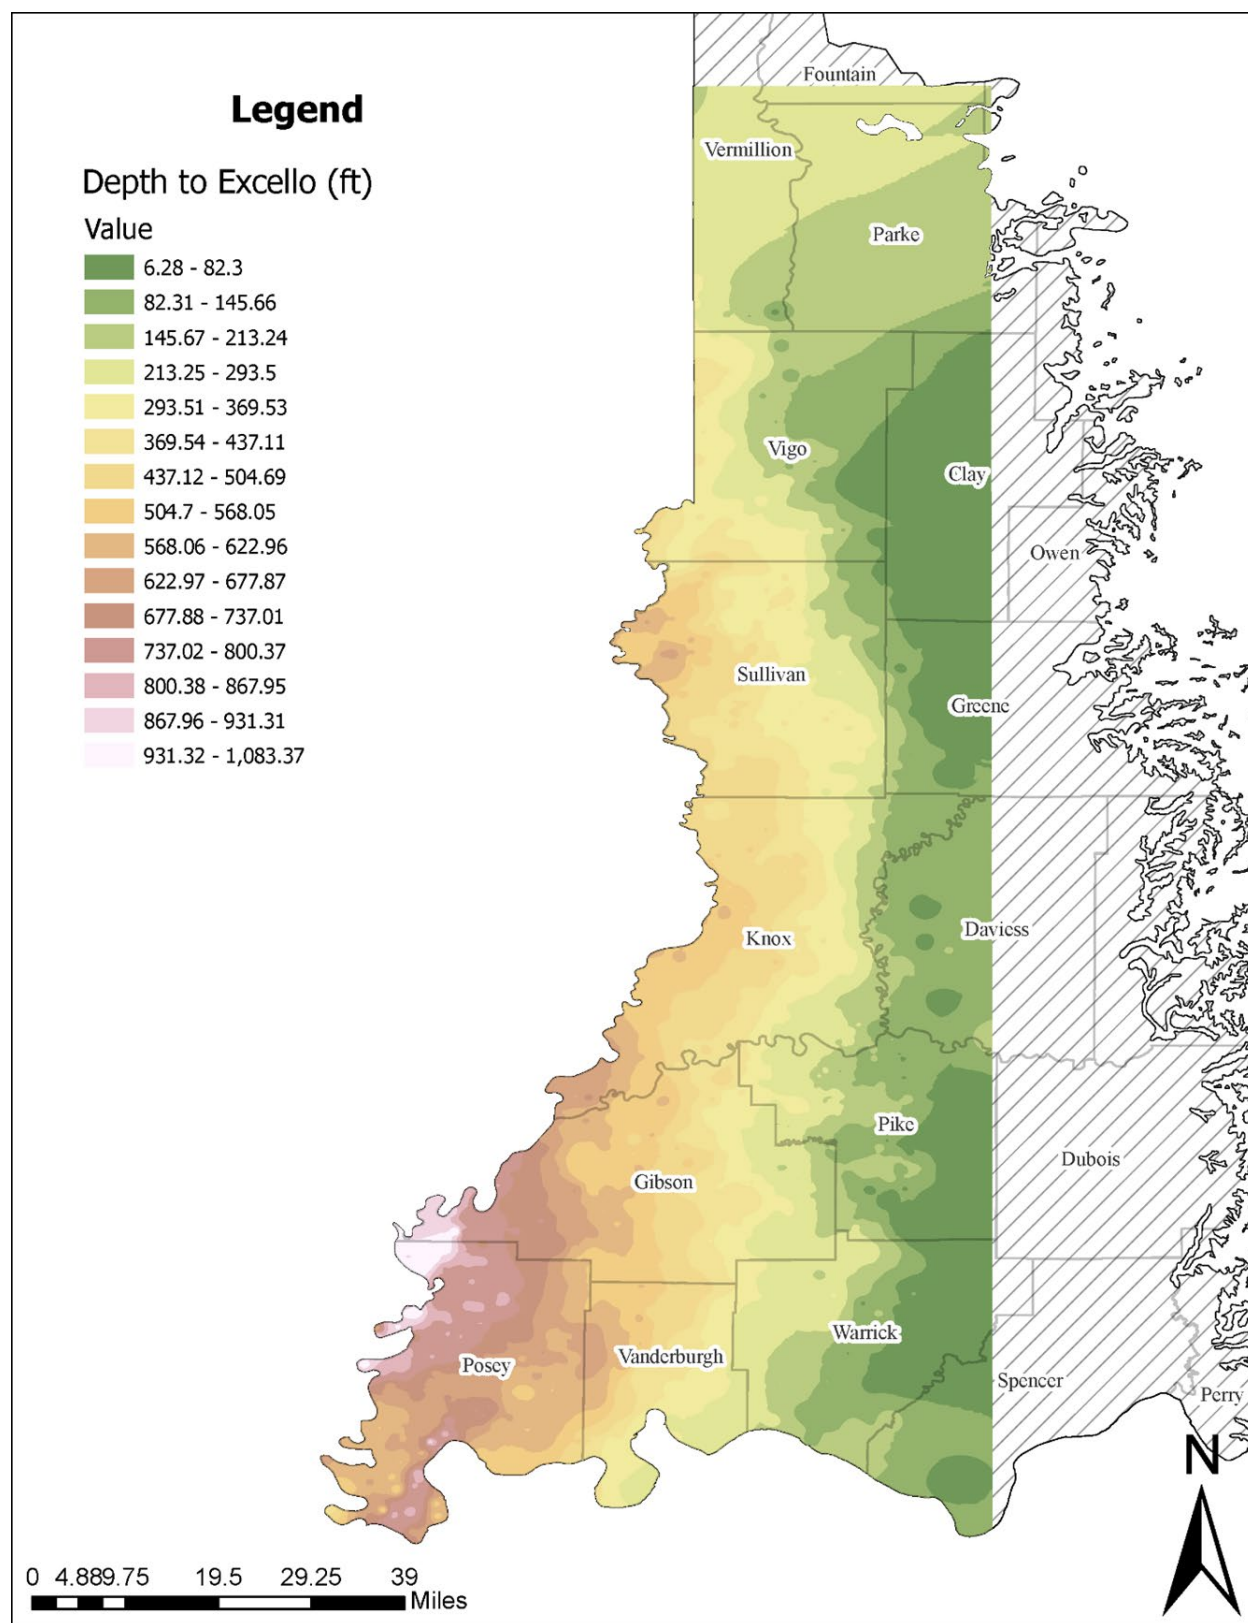 Legend
Depth to Excello (ft)
Value
6.28 - 82.3
82.31 - 145.66
145.67 - 213.24
213.25 - 293.5
293.51 - 369.53
369.54 - 437.11
437.12 - 504.69
504.7 - 568.05
568.06 - 622.96
622.97 - 677.87
677.88 - 737.01
737.02 - 800.37
800.38 - 867.95
867.96 - 931.31
931.32 - 1,083.37
Fountain
Vermillion
Parke
Vigo
Clay
Owen
Sullivan
Greene
Daviess
Knox
Pike
Dubois
Gibson
Warrick
Vanderburgh
Posey
Spencer
Perry
N
0 4.889.75 19.5 29.25 39
Miles